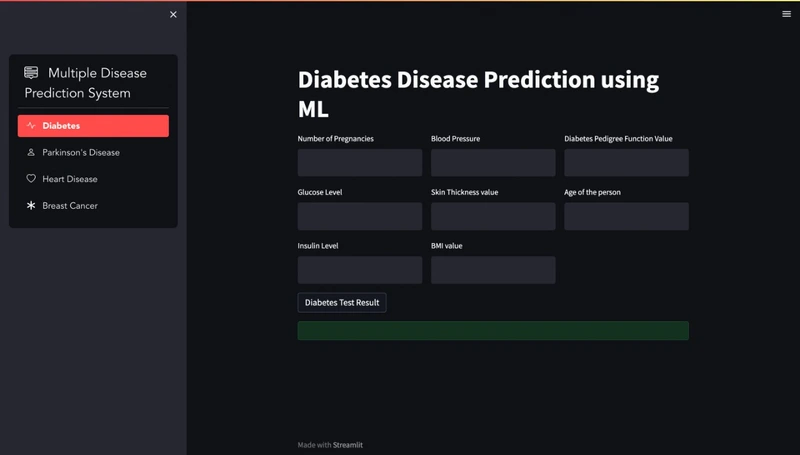 Multiple Disease
Prediction System
Diabetes
Parkinson's Disease
Heart Disease
Breast Cancer
Diabetes Disease Prediction using
ML
Number of Pregnancies
Blood Pressure
Diabetes Pedigree Function Value
Glucose Level
Skin Thickness value
Age of the person
Insulin Level
BMI value
Diabetes Test Result
Made with Streamlit